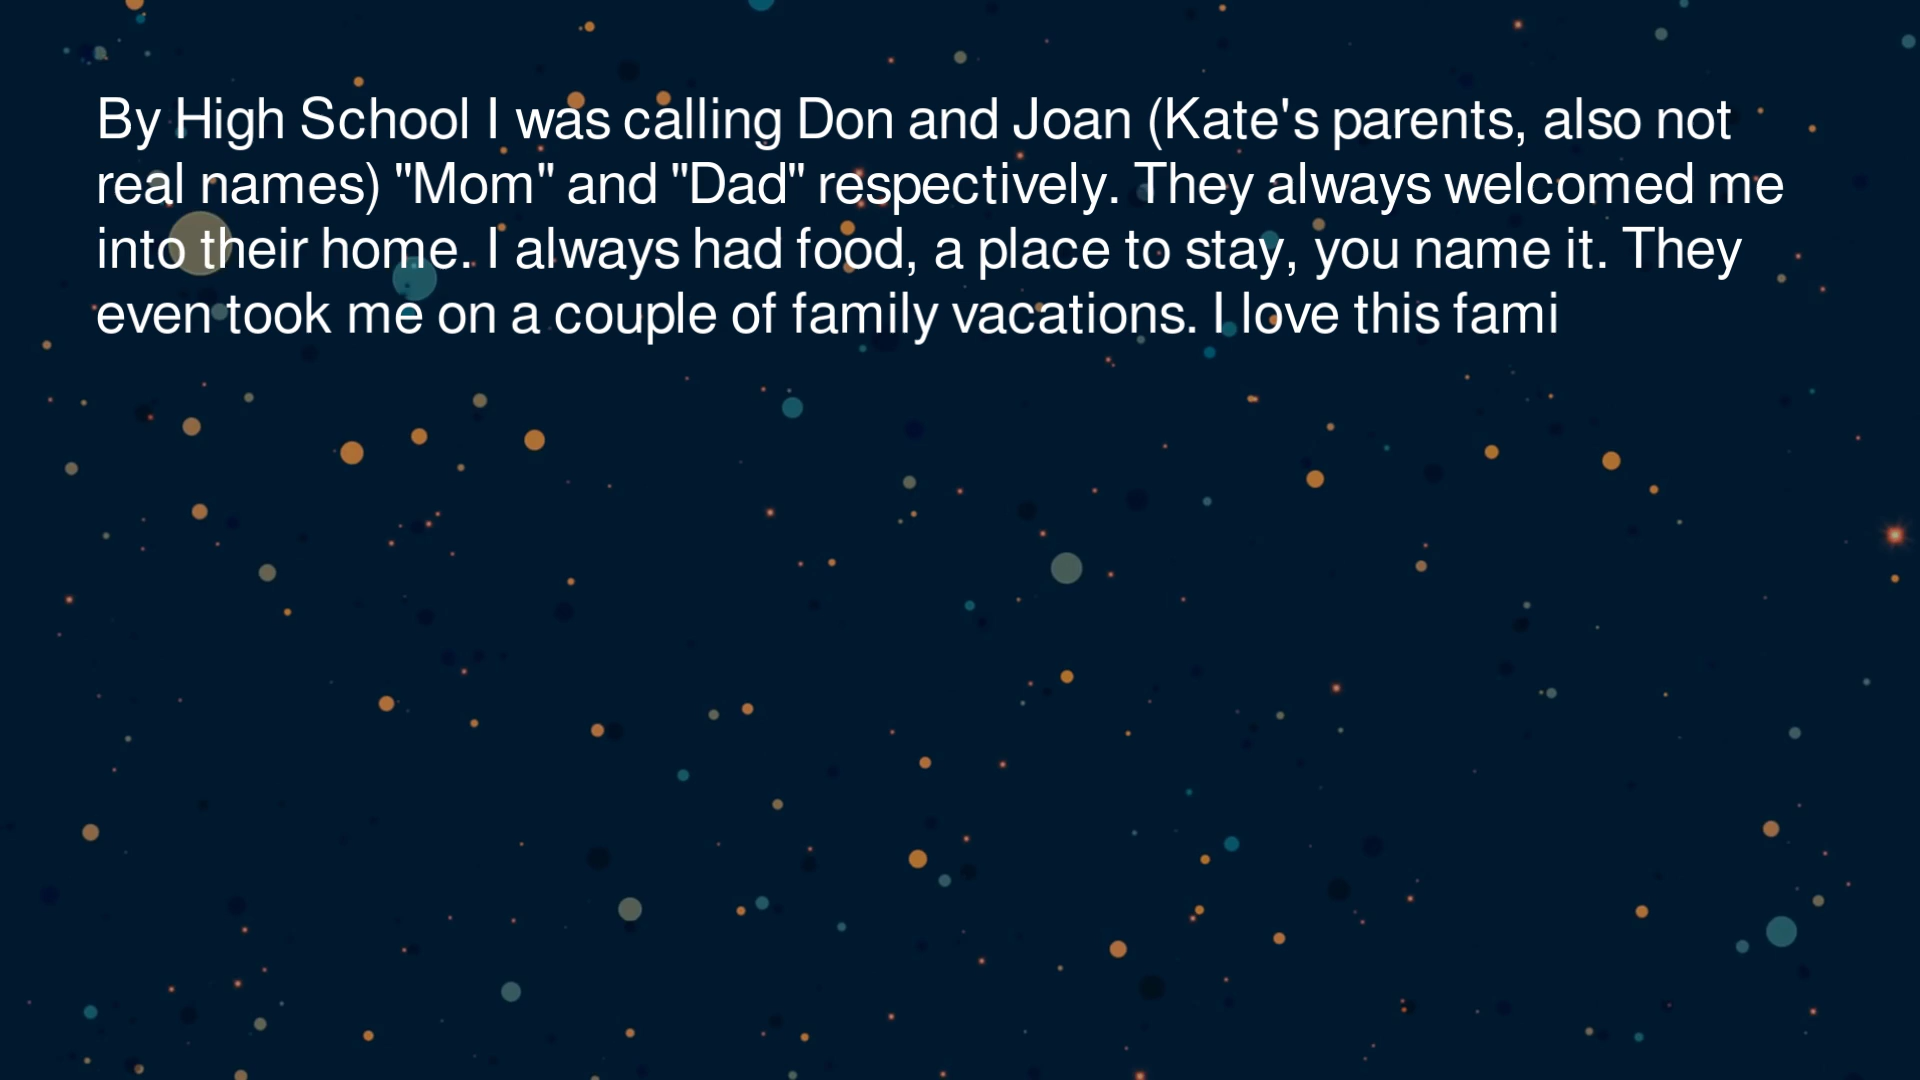 By High School I was calling Don and Joan (Kate's parents, also not
real names) "Mom" and "Dad" respectively. They always welcomed me
into their home. I always had food, a place to stay, you name it. They
even took me on a couple of family vacations. I love this fami